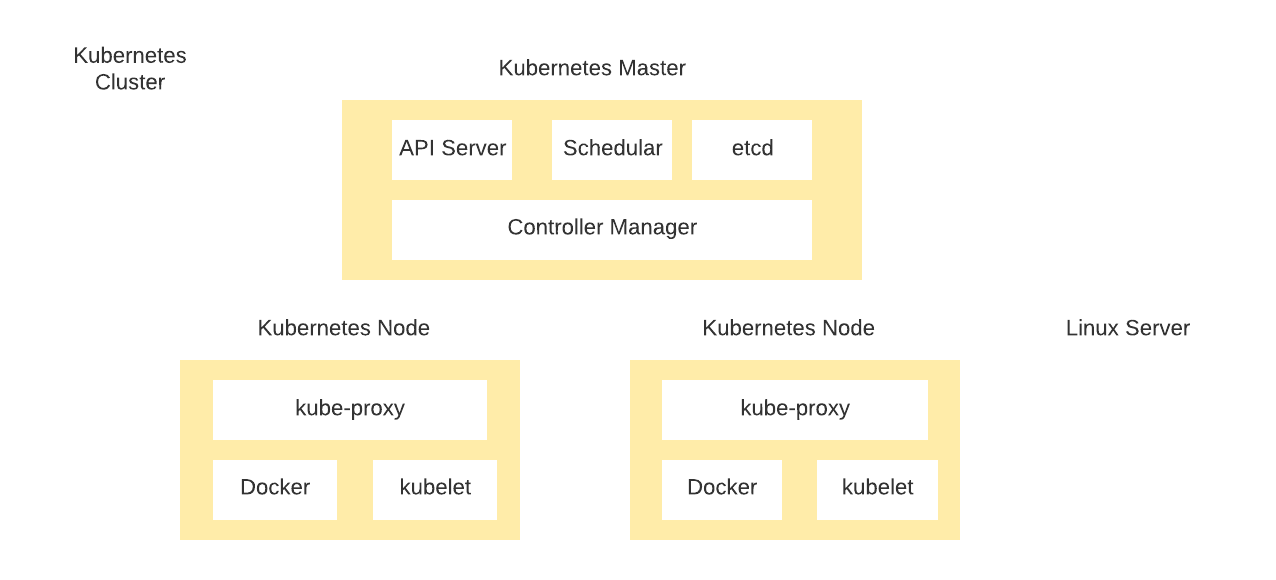 Kubernetes
Cluster
Kubernetes Master
API Server
Schedular
etcd
Controller Manager
Kubernetes Node
Kubernetes Node
Linux Server
kube-proxy
kube-proxy
Docker
kubelet
Docker
kubelet